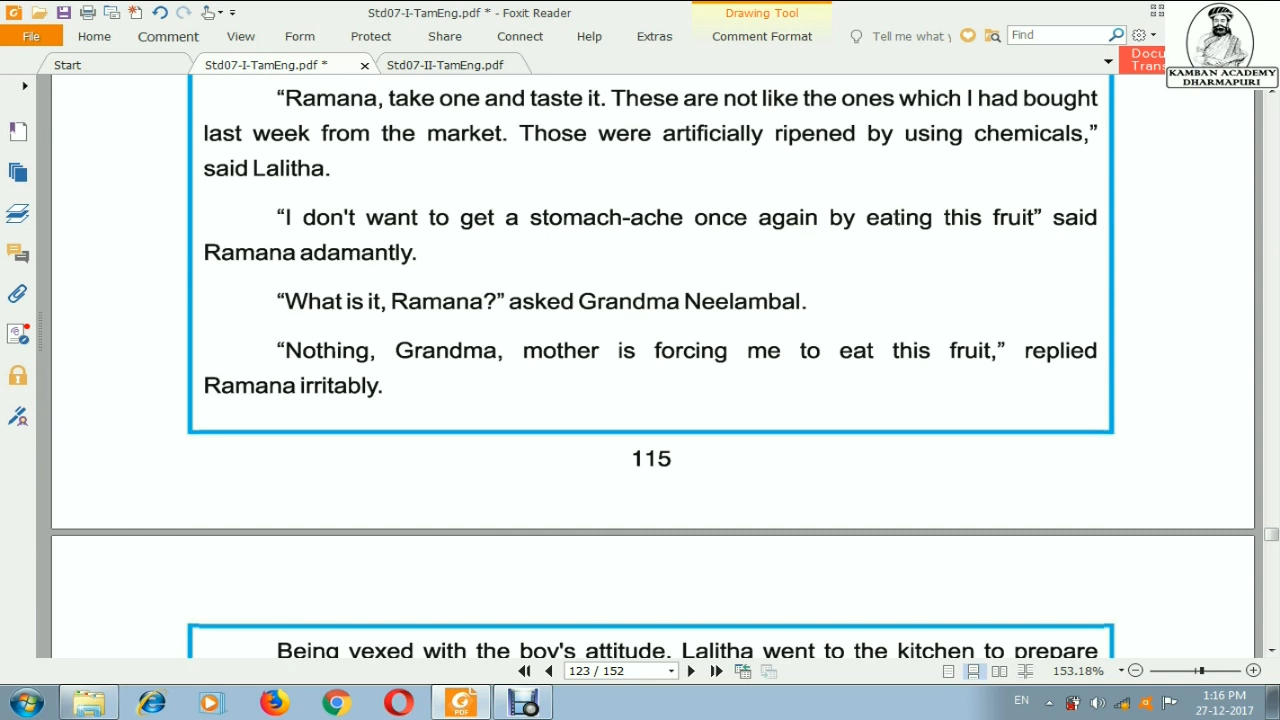 Std07-I-TamEng.pdf * - Foxit Reader
Drawing Tool
File Home Comment View Form Protect Share Connect Help Extras Comment Format Tell me what y Find
Start Std07-I-TamEng.pdf * x Std07-II-TamEng.pdf
Docu
Trans
KAMBAN ACADEMY
DHARMAPURI
“Ramana, take one and taste it. These are not like the ones which I had bought
last week from the market. Those were artificially ripened by using chemicals,”
said Lalitha.
“I don't want to get a stomach-ache once again by eating this fruit” said
Ramana adamantly.
“What is it, Ramana?” asked Grandma Neelambal.
“Nothing, Grandma, mother is forcing me to eat this fruit,” replied
Ramana irritably.
115
Being vexed with the boy's attitude, Lalitha went to the kitchen to prepare
123 / 152 153.18%
PDF
EN 1:16 PM
27-12-2017